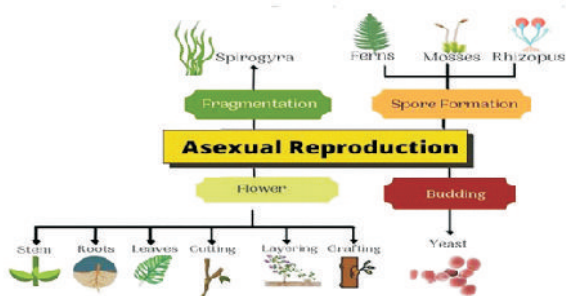 Spirogyra
Ferns Mosses Rhizopus
Fragmentation
Spore Formation
Asexual Reproduction
Flower
Budding
Stem Roots Leaves Cutting Layering Grafting
Yeast